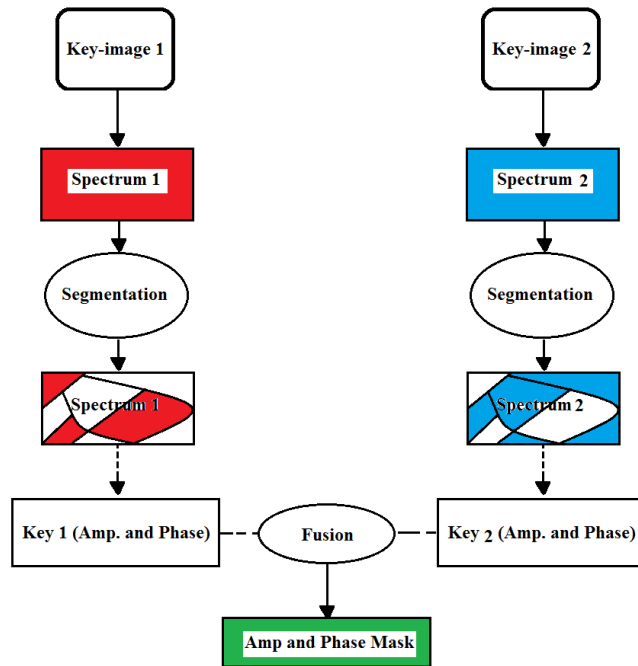 Key-image 1
Key-image 2
Spectrum 1
Spectrum 2
Segmentation
Segmentation
Spectrum 1
Spectrum 2
Key 1 (Amp. and Phase)
Fusion
Key 2 (Amp. and Phase)
Amp and Phase Mask